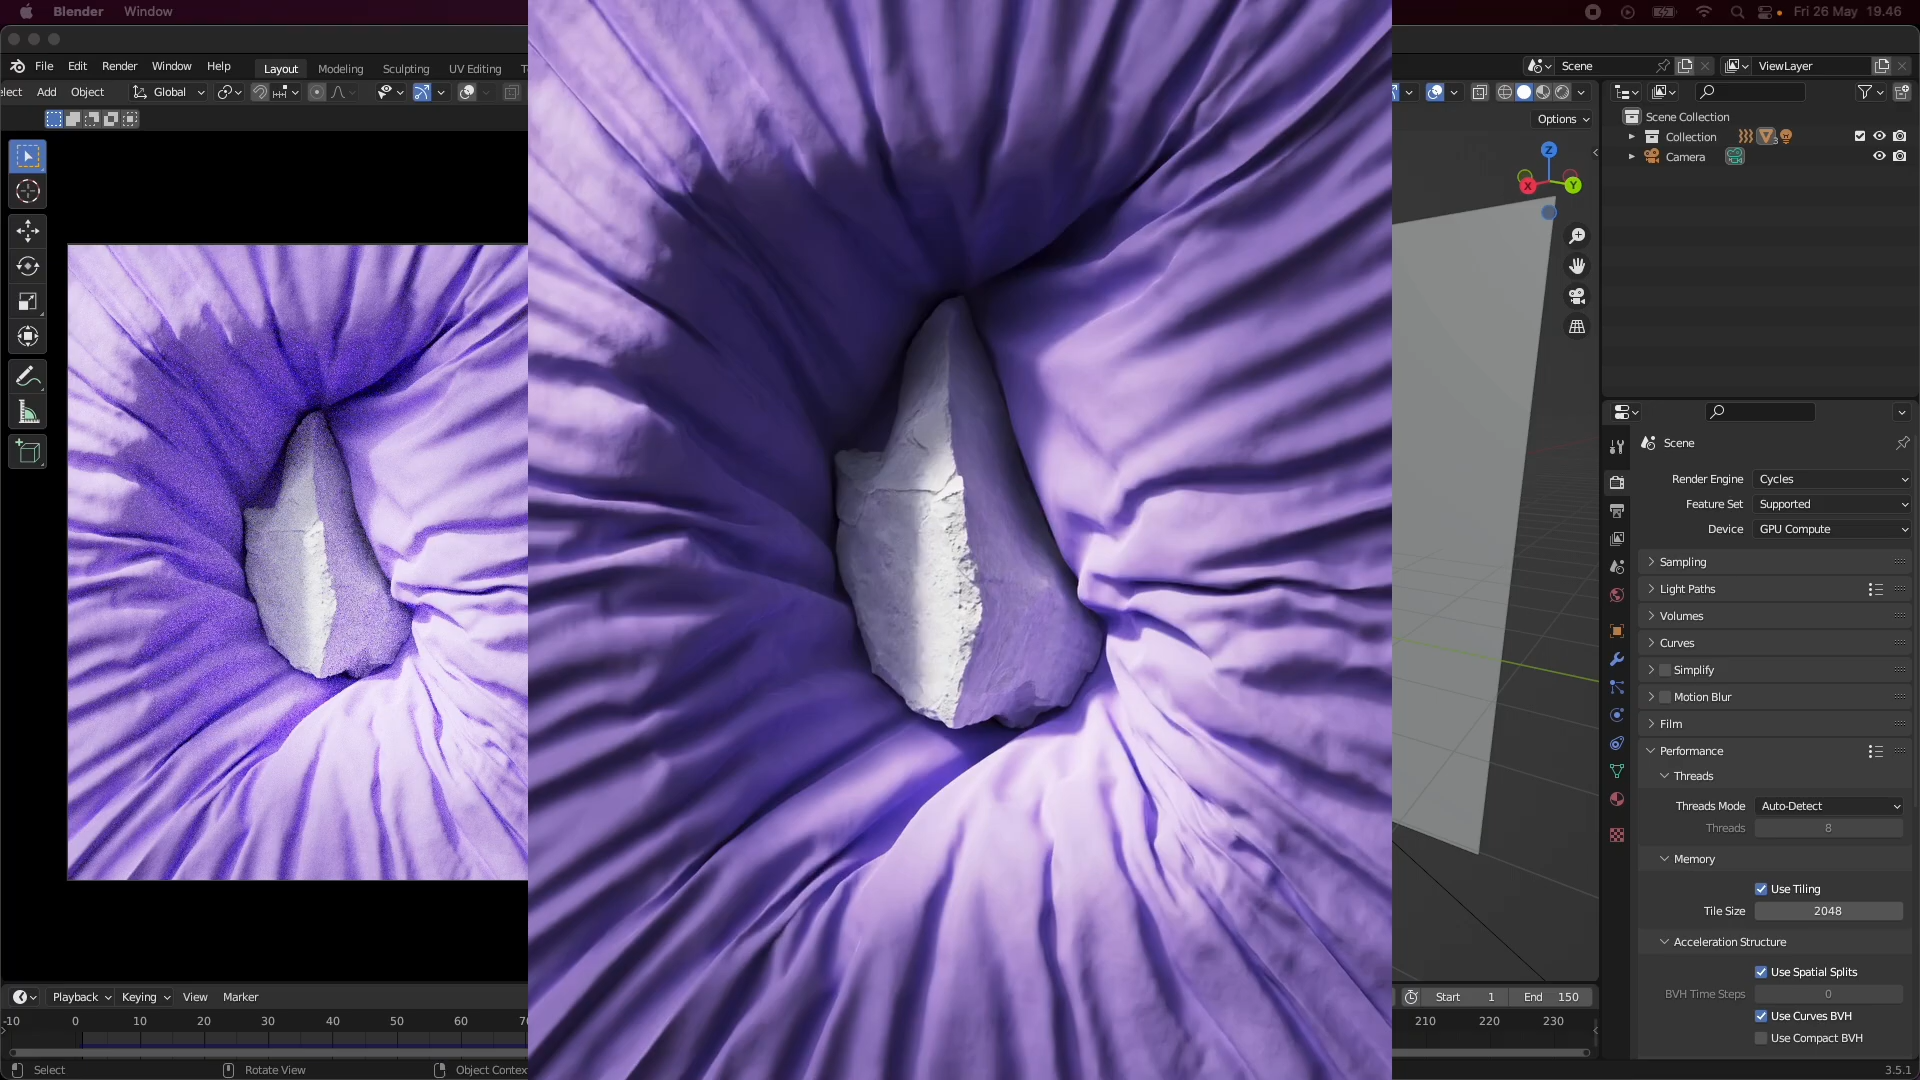 Blender Window Fri 26 May 19.46
File Edit Render Window Help Layout Modeling Sculpting UV Editing Scene ViewLayer
Add Object Global
Options
Scene Collection
Collection
Camera
Z
X Y
Scene
Render Engine Cycles
Feature Set Supported
Device GPU Compute
Sampling
Light Paths
Volumes
Curves
Simplify
Motion Blur
Film
Performance
Threads
Threads Mode Auto-Detect
Threads 8
Memory
Use Tiling
Tile Size 2048
Acceleration Structure
Use Spatial Splits
BVH Time Steps 0
Use Curves BVH
Use Compact BVH
Playback Keying View Marker Start 1 End 150
-10 0 10 20 30 40 50 60 210 220 230
Select Rotate View Object 3.5.1